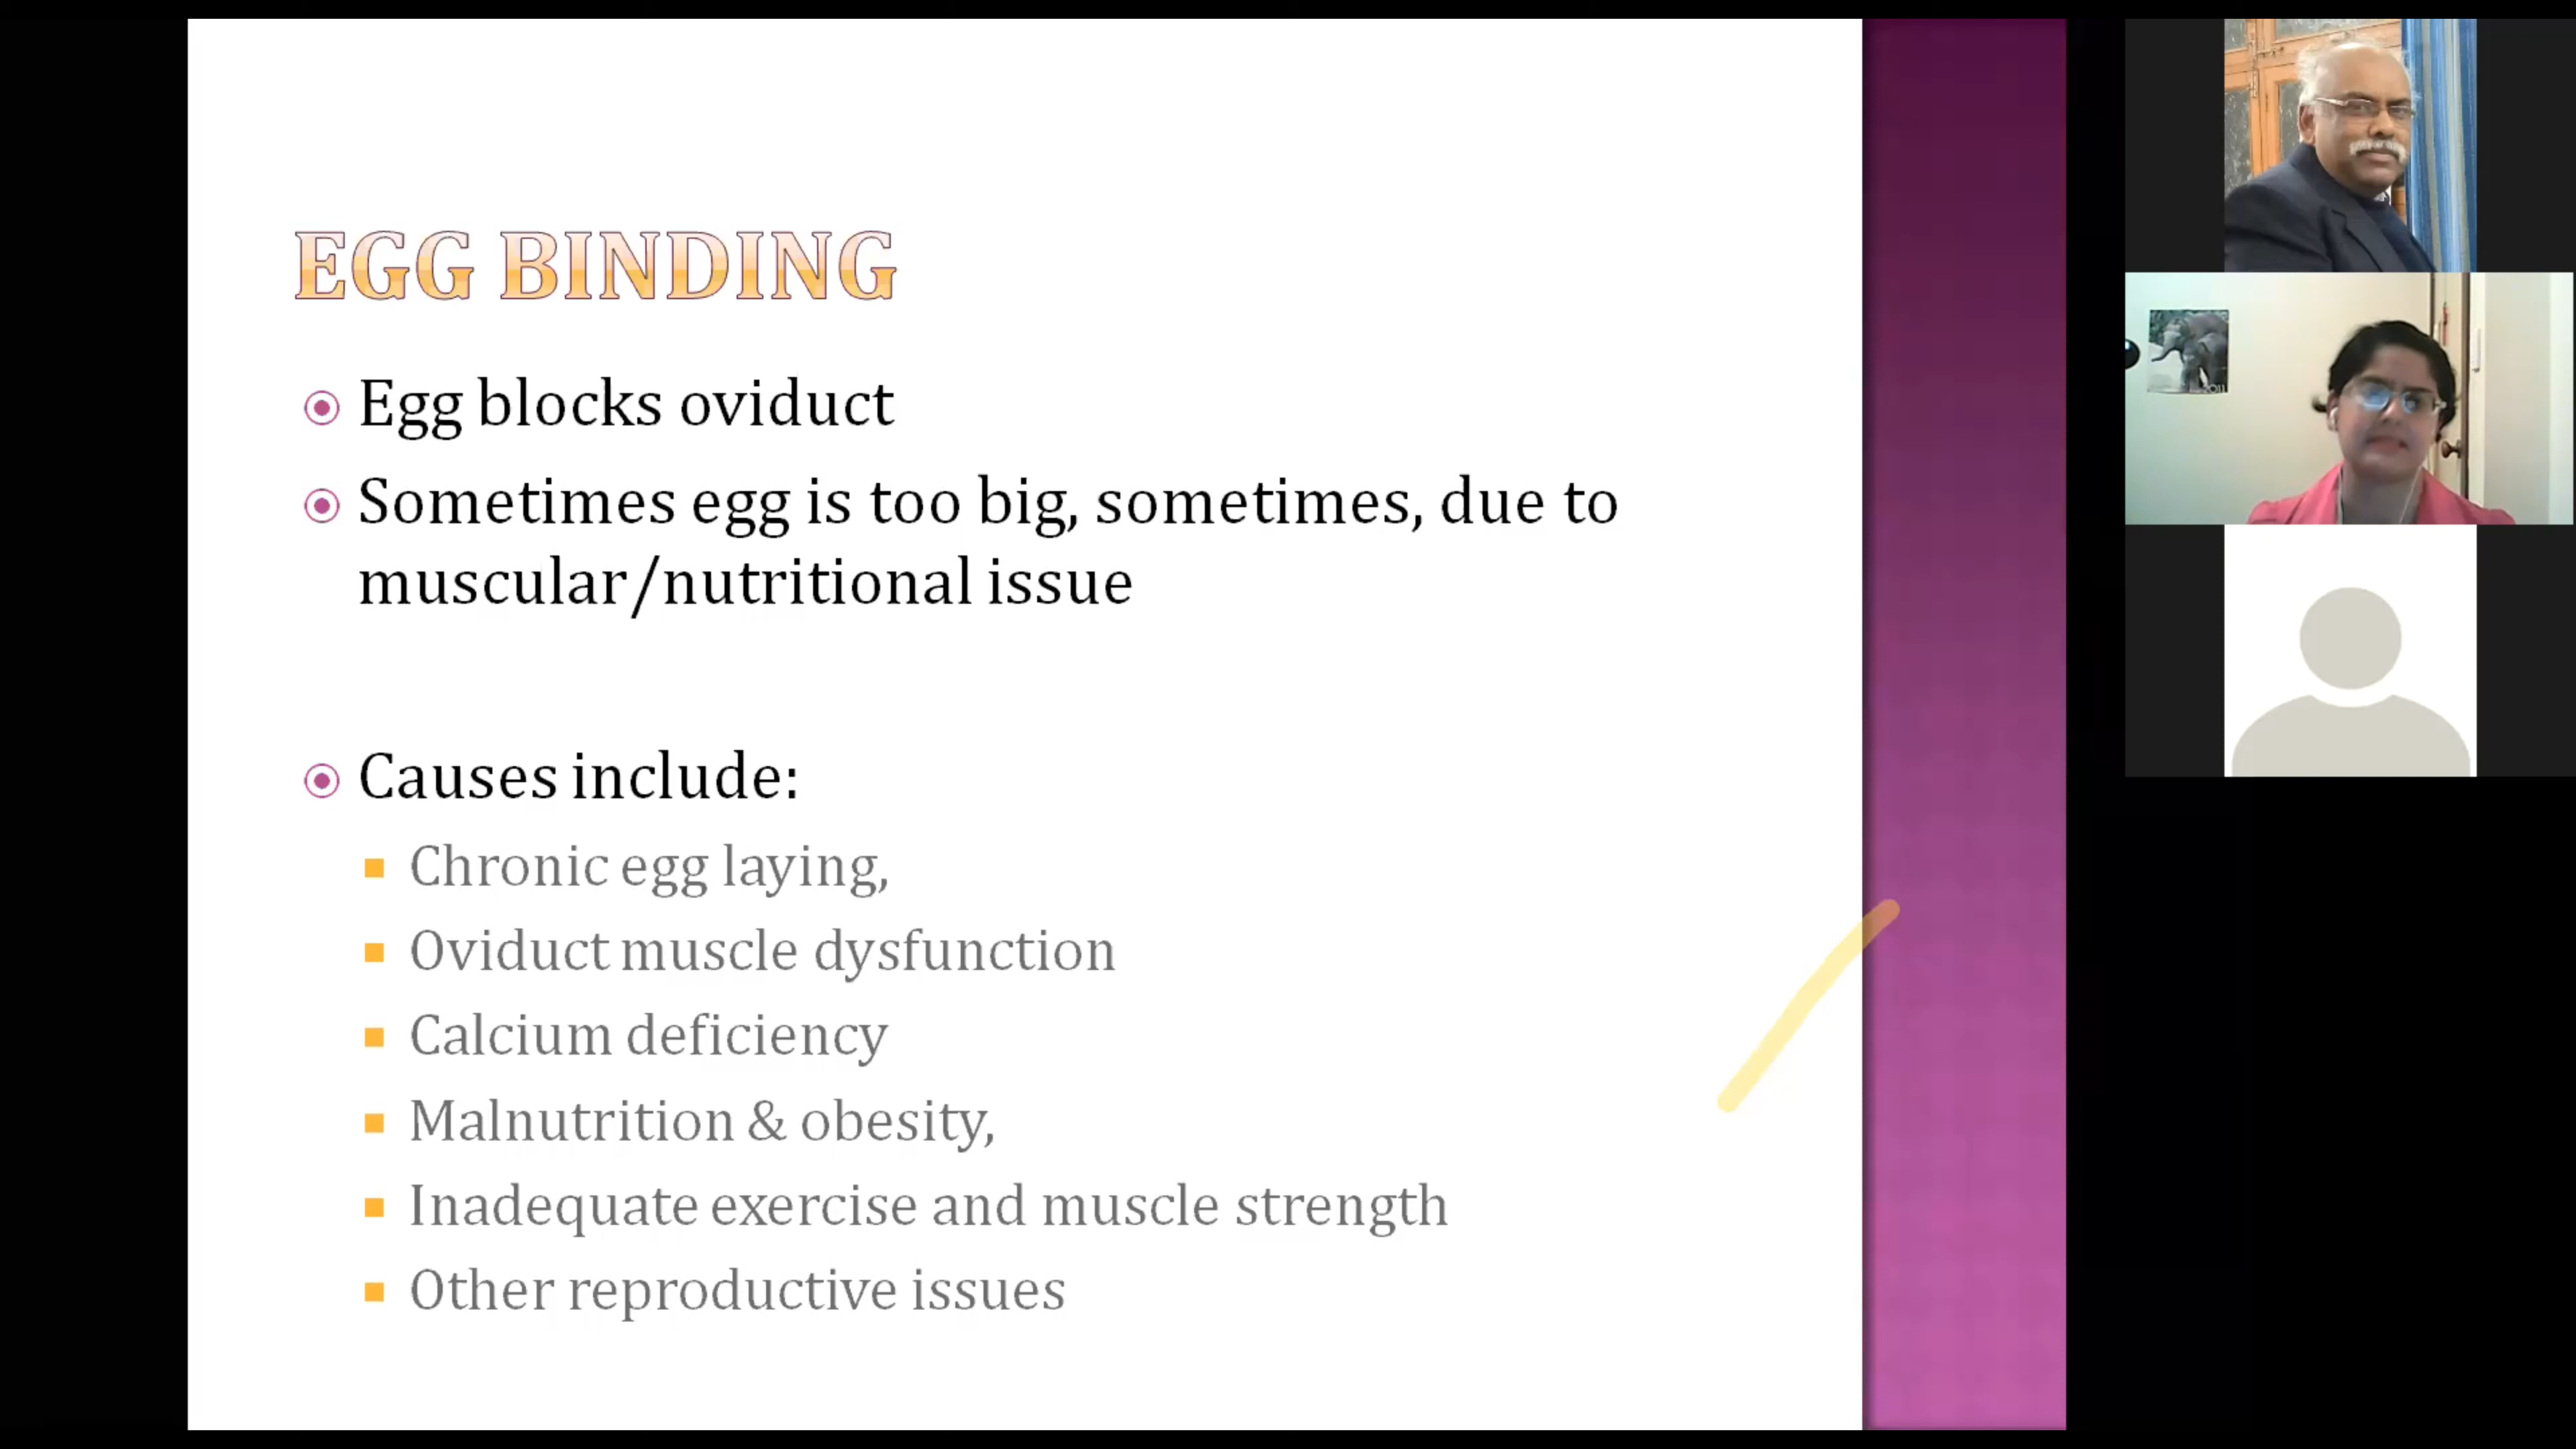 EGG BINDING
Egg blocks oviduct
Sometimes egg is too big, sometimes, due to
muscular/nutritional issue
Causes include:
Chronic egg laying,
Oviduct muscle dysfunction
Calcium deficiency
Malnutrition & obesity,
Inadequate exercise and muscle strength
Other reproductive issues
2011